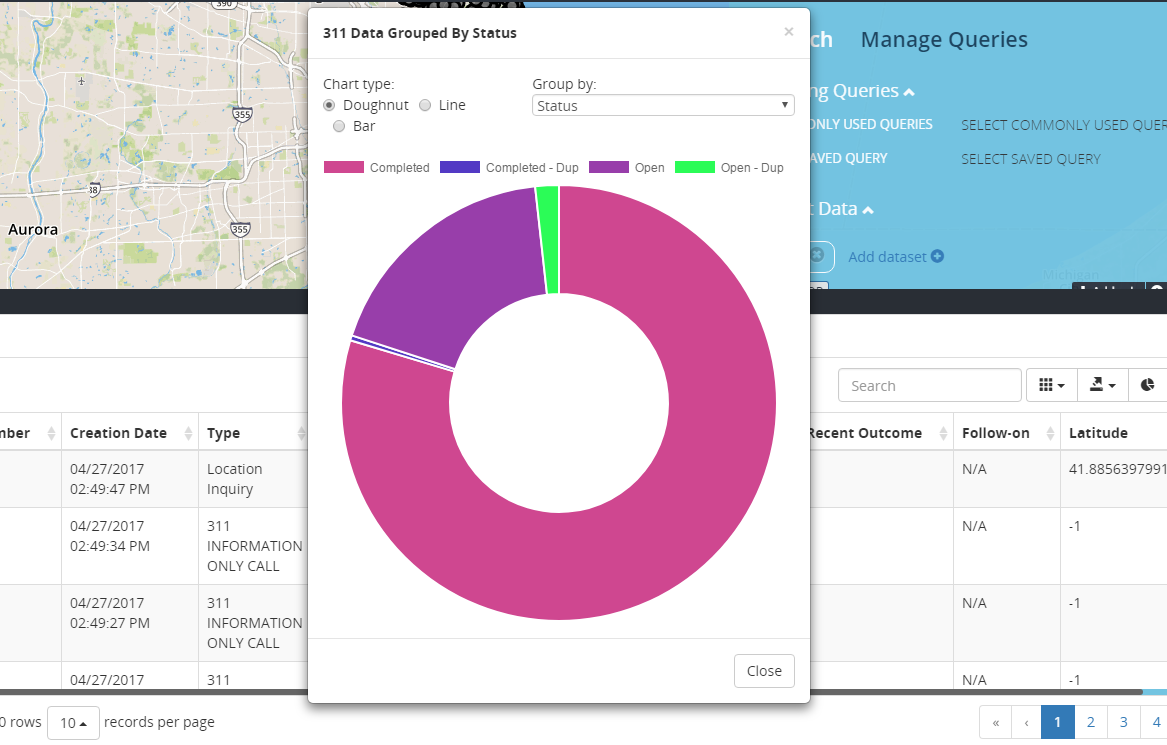 390
355
88
Aurora
355
311 Data Grouped By Status
×
Chart type:
Doughnut Line
Bar
Group by:
Status
Completed Completed - Dup Open Open - Dup
Close
ch Manage Queries
ng Queries
ONLY USED QUERIES SELECT COMMONLY USED QUER
AVED QUERY SELECT SAVED QUERY
t Data
Add dataset
Michigan
Search
nber Creation Date Type Recent Outcome Follow-on Latitude
04/27/2017 Location N/A 41.8856397991
02:49:47 PM Inquiry
04/27/2017 311 N/A -1
02:49:34 PM INFORMATION
ONLY CALL
04/27/2017 311 N/A -1
02:49:27 PM INFORMATION
ONLY CALL
04/27/2017 311 N/A -1
0 rows 10 records per page
« ‹ 1 2 3 4